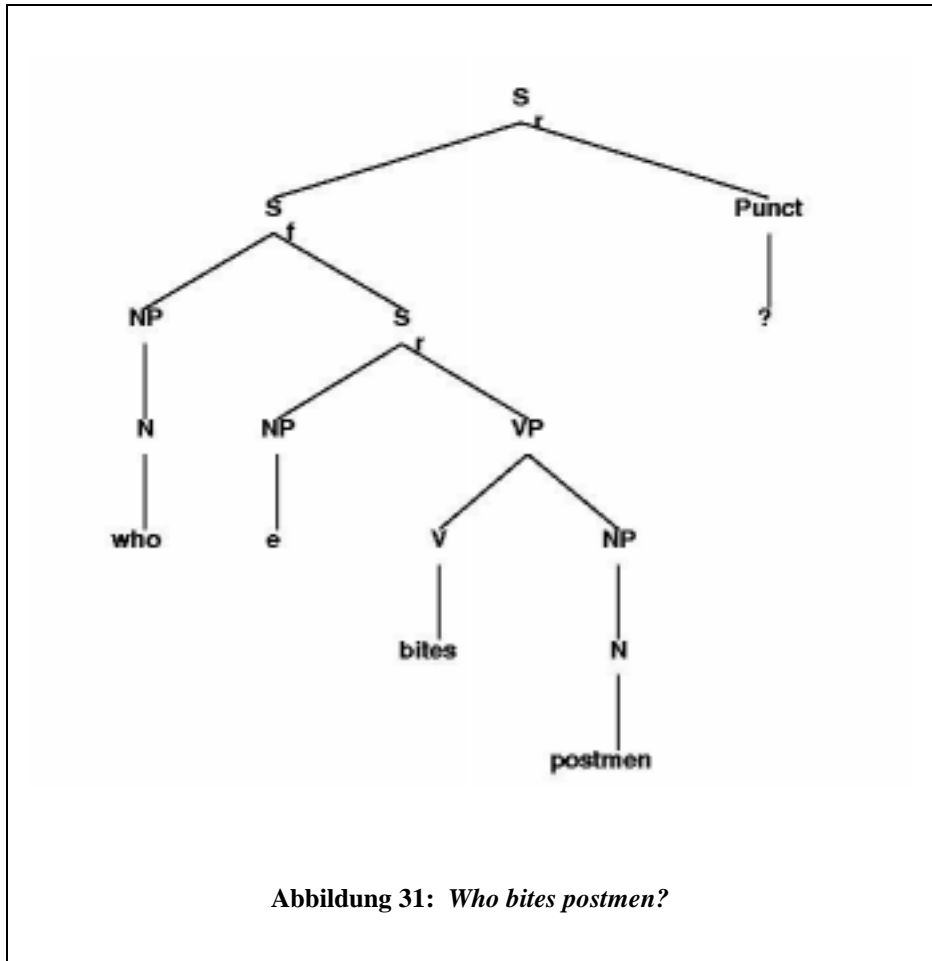 S
r
S Punct
f
NP S ?
r
N NP VP
who e V NP
bites N
postmen
Abbildung 31: Who bites postmen?